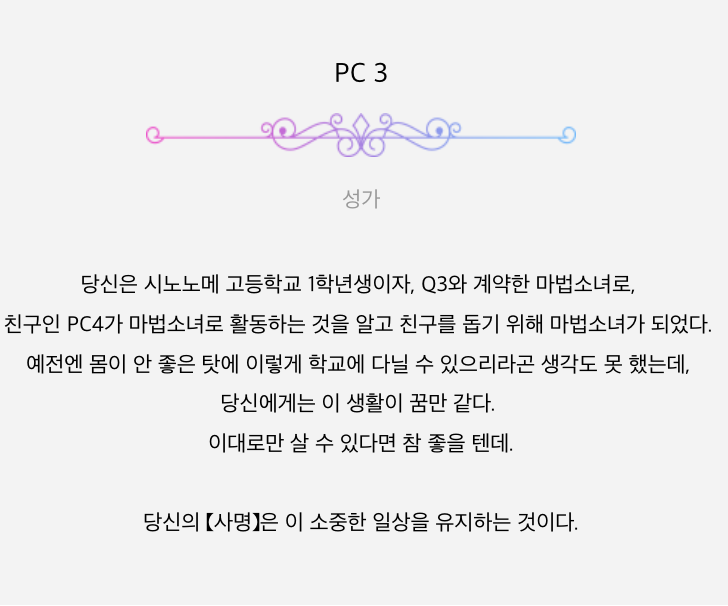 PC 3
성가
당신은 시노노메 고등학교 1학년생이자, Q3와 계약한 마법소녀로,
친구인 PC4가 마법소녀로 활동하는 것을 알고 친구를 돕기 위해 마법소녀가 되었다.
예전엔 몸이 안 좋은 탓에 이렇게 학교에 다닐 수 있으리라곤 생각도 못 했는데,
당신에게는 이 생활이 꿈만 같다.
이대로만 살 수 있다면 참 좋을 텐데.
당신의【사명】은 이 소중한 일상을 유지하는 것이다.